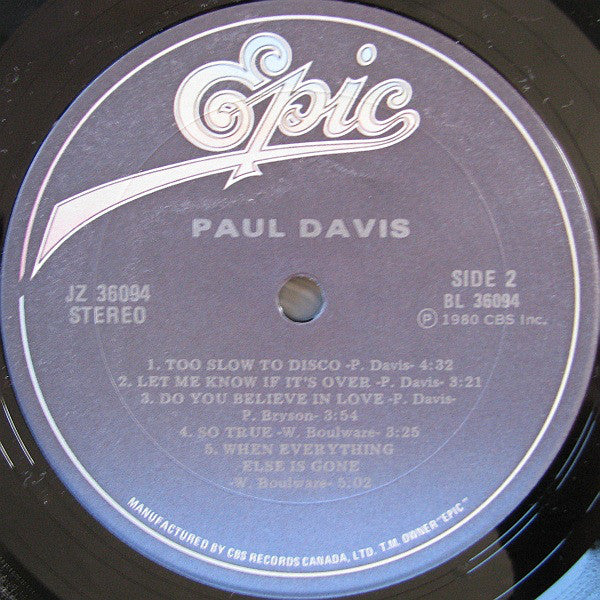 Epic
PAUL DAVIS
JZ 36094
STEREO
SIDE 2
BL 36094
Ⓟ 1980 CBS Inc.
1. TOO SLOW TO DISCO -P. Davis- 4:32
2. LET ME KNOW IF IT'S OVER -P. Davis- 3:21
3. DO YOU BELIEVE IN LOVE -P. Davis-
P. Bryson- 3:54
4. SO TRUE -W. Boulware- 3:25
5. WHEN EVERYTHING
ELSE IS GONE
-W. Boulware- 5:02
MANUFACTURED BY CBS RECORDS CANADA, LTD. T.M. OWNER "EPIC"